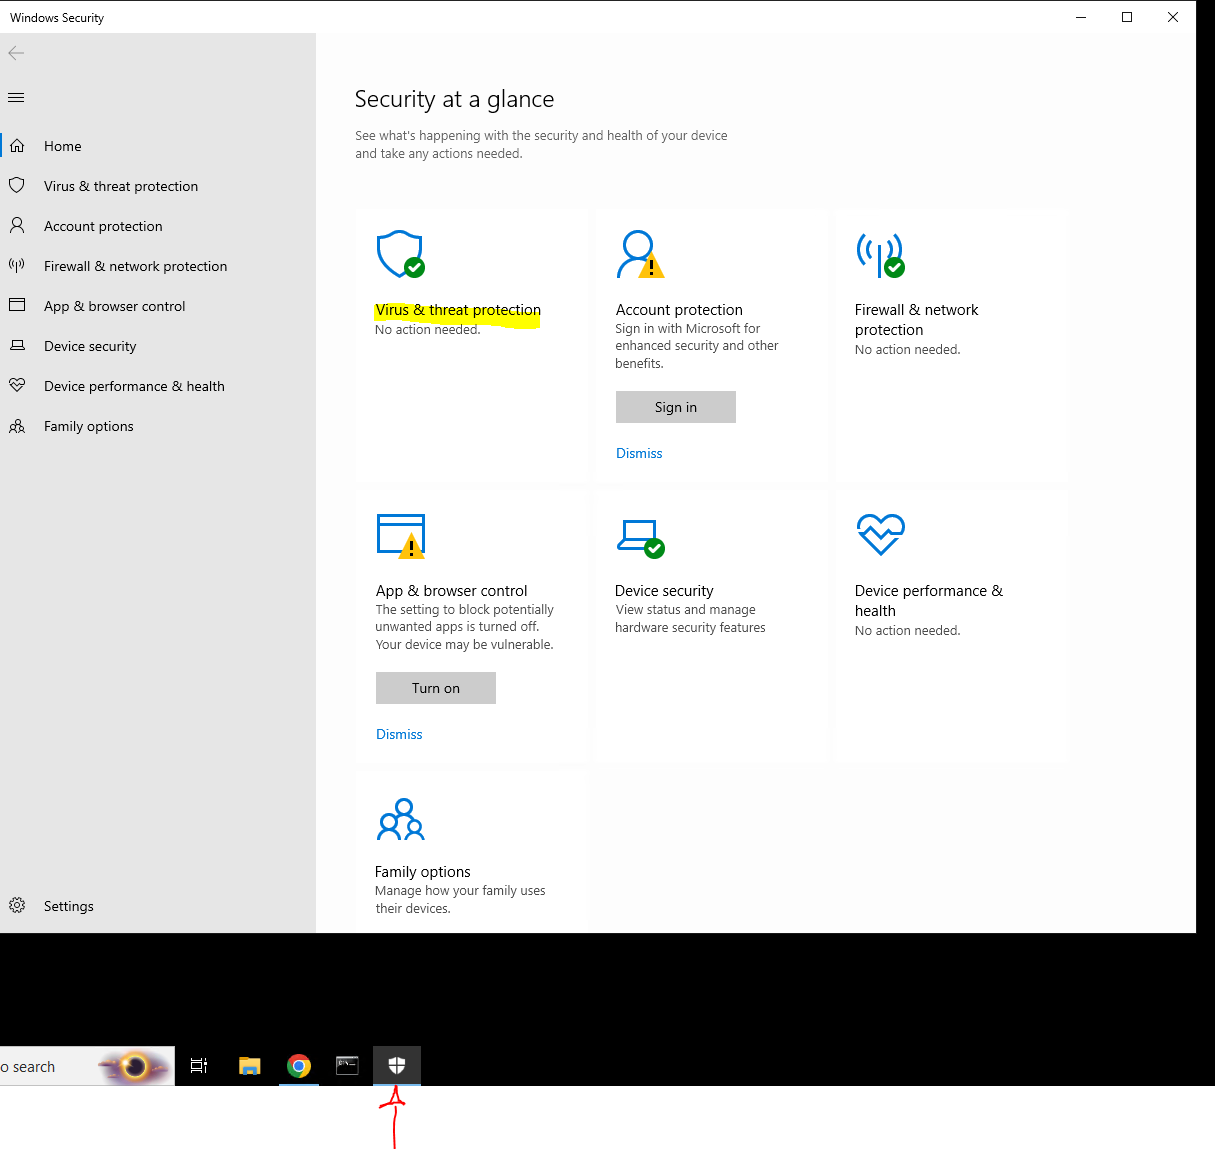 Windows Security
Home
Virus & threat protection
Account protection
Firewall & network protection
App & browser control
Device security
Device performance & health
Family options
Settings
Security at a glance
See what's happening with the security and health of your device
and take any actions needed.
Virus & threat protection
No action needed.
Account protection
Sign in with Microsoft for
enhanced security and other
benefits.
Sign in
Dismiss
Firewall & network
protection
No action needed.
App & browser control
The setting to block potentially
unwanted apps is turned off.
Your device may be vulnerable.
Turn on
Dismiss
Device security
View status and manage
hardware security features
Device performance &
health
No action needed.
Family options
Manage how your family uses
their devices.
o search